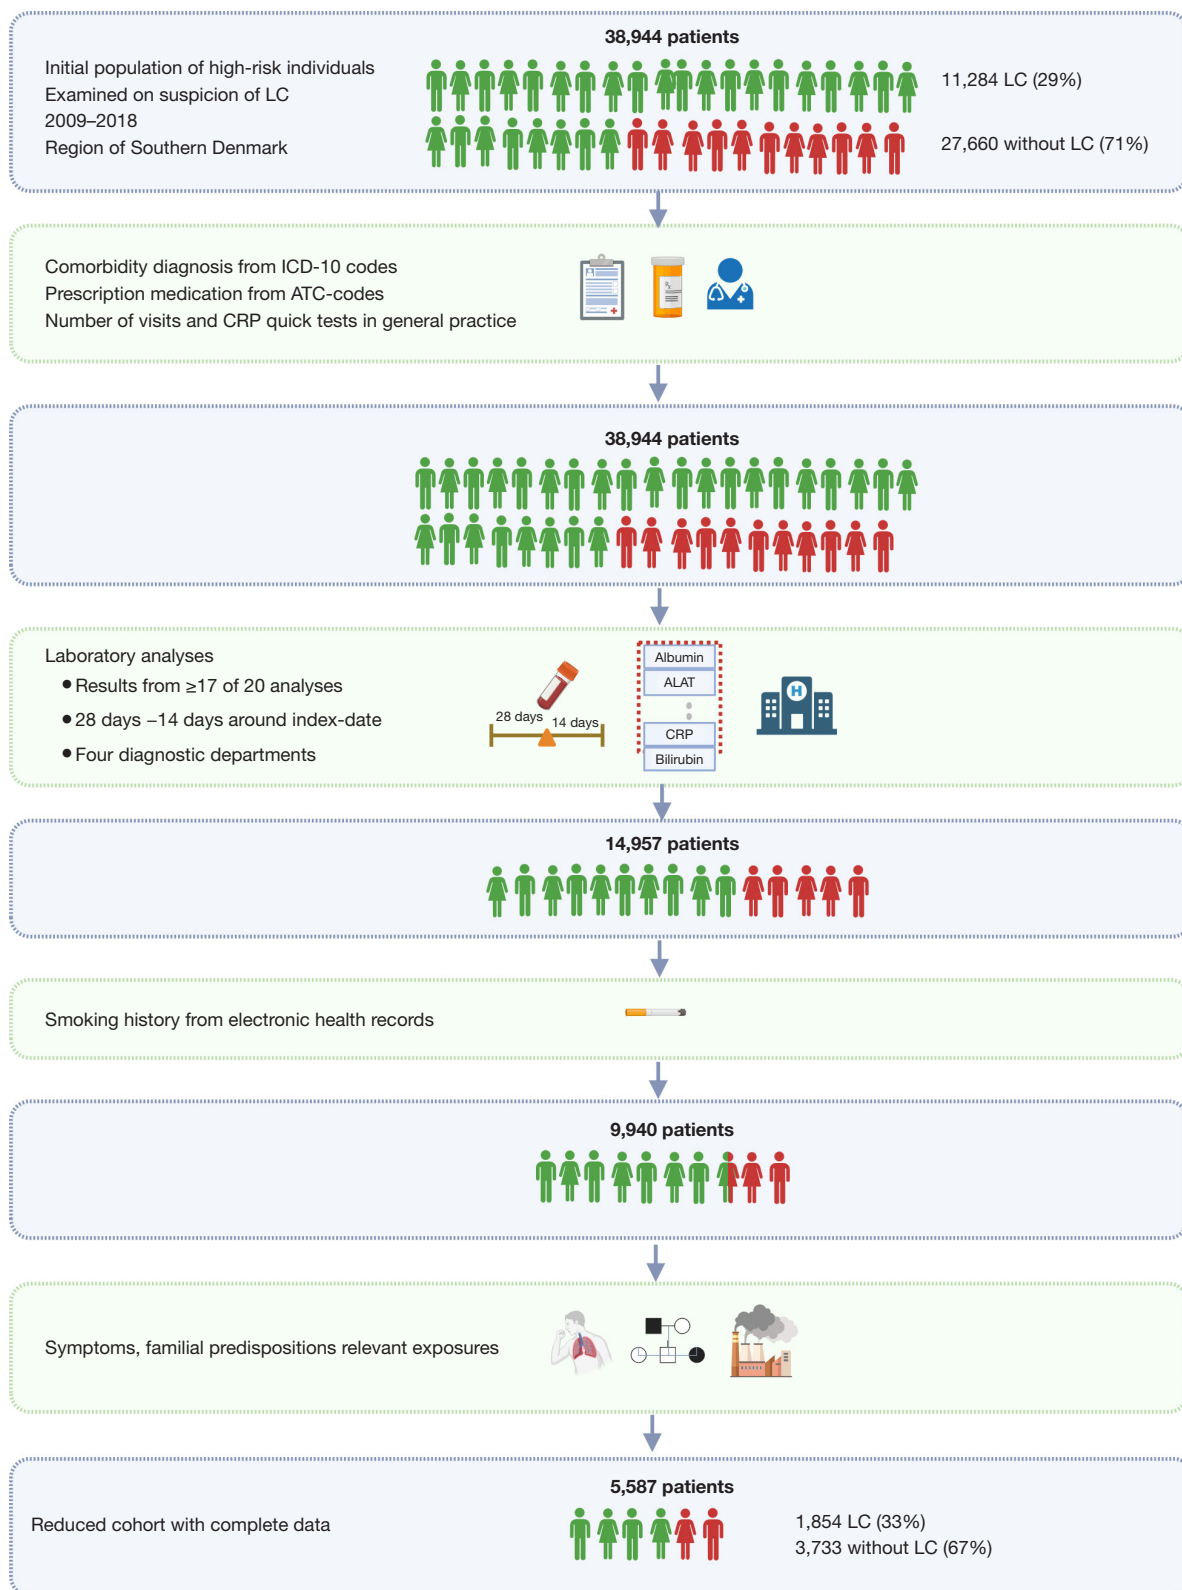 38,944 patients
Initial population of high-risk individuals
Examined on suspicion of LC
2009–2018
Region of Southern Denmark
11,284 LC (29%)
27,660 without LC (71%)
Comorbidity diagnosis from ICD-10 codes
Prescription medication from ATC-codes
Number of visits and CRP quick tests in general practice
38,944 patients
Laboratory analyses
● Results from ≥17 of 20 analyses
● 28 days −14 days around index-date
● Four diagnostic departments
28 days 14 days
Albumin
ALAT
CRP
Bilirubin
H
14,957 patients
Smoking history from electronic health records
9,940 patients
Symptoms, familial predispositions relevant exposures
5,587 patients
Reduced cohort with complete data
1,854 LC (33%)
3,733 without LC (67%)